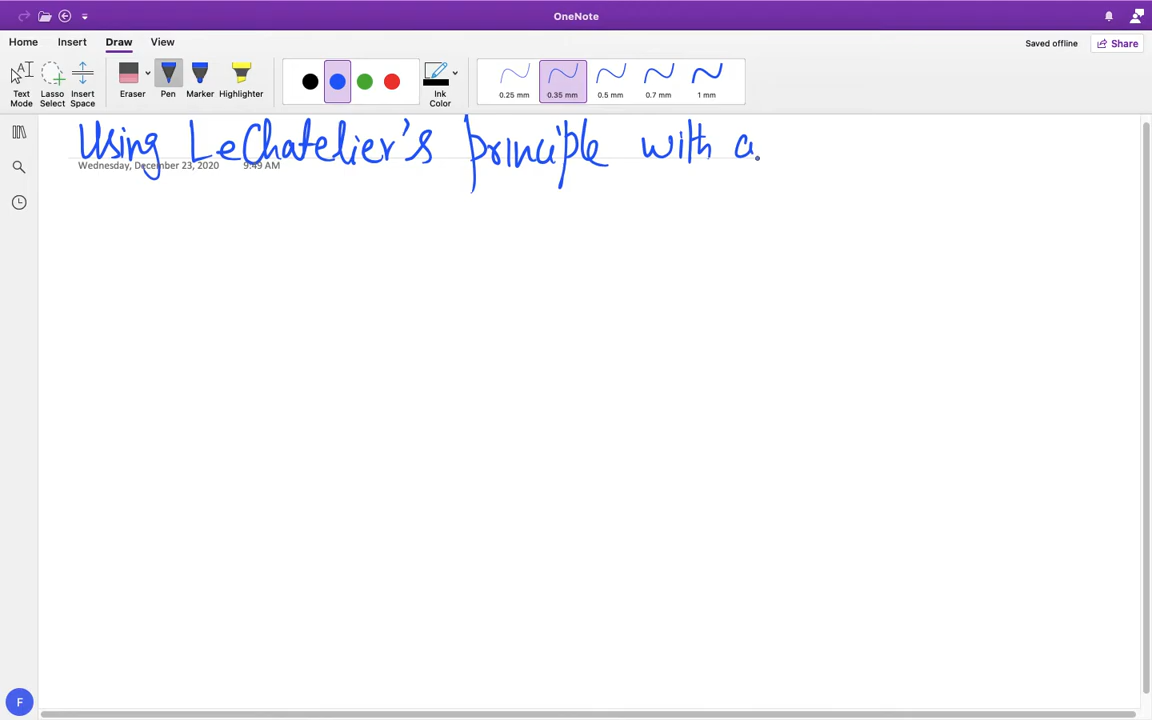 OneNote
Home Insert Draw View
Saved offline Share
Text Mode Lasso Select Insert Space Eraser Pen Marker Highlighter Ink Color 0.25 mm 0.35 mm 0.5 mm 0.7 mm 1 mm
Using LeChatelier's principle with a
Wednesday, December 23, 2020 9:49 AM
F